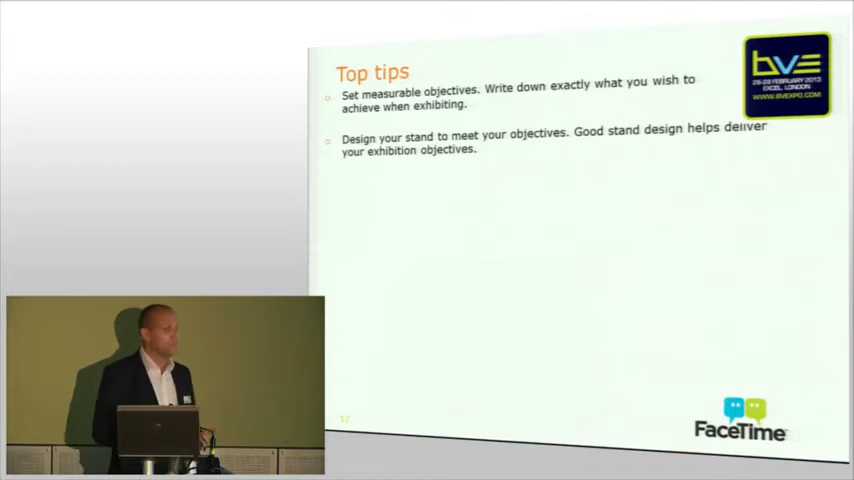 Top tips
Set measurable objectives. Write down exactly what you wish to
achieve when exhibiting.
Design your stand to meet your objectives. Good stand design helps deliver
your exhibition objectives.
bve
26-28 FEBRUARY 2013
EXCEL, LONDON
WWW.BVEXPO.COM
FaceTime